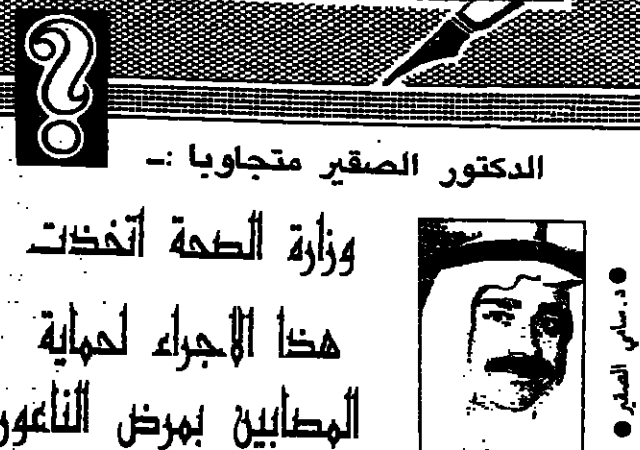 ؟
الدكتور الصقير متجاوبا :ـ
وزارة الصحة اتخذت
هذا الاجراء لحماية
المصابين بمرض الناعور
● د. سامي الصقير ●